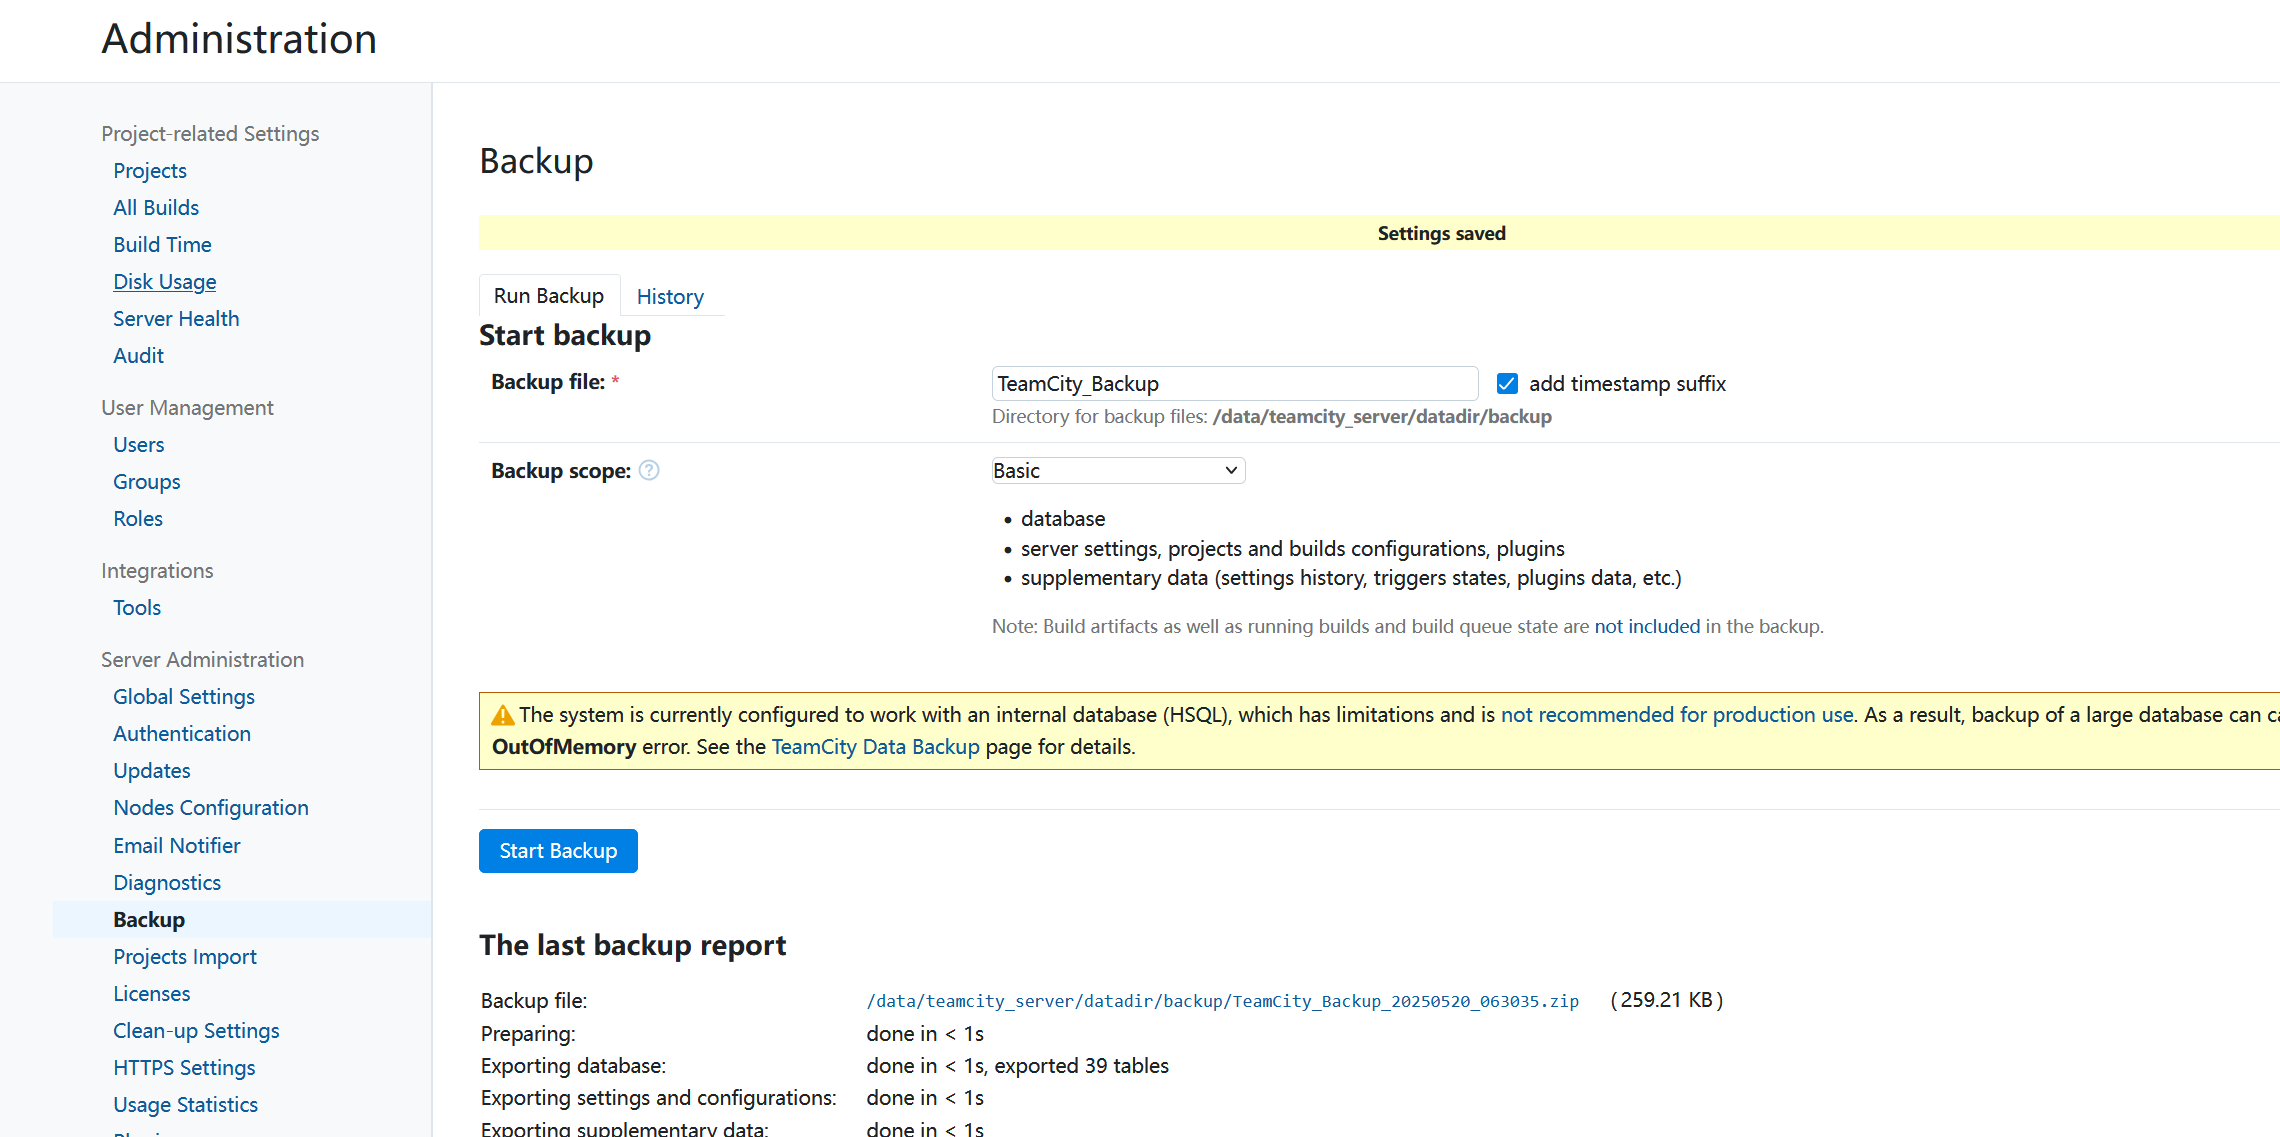 Administration
Project-related Settings
Projects
All Builds
Build Time
Disk Usage
Server Health
Audit
User Management
Users
Groups
Roles
Integrations
Tools
Server Administration
Global Settings
Authentication
Updates
Nodes Configuration
Email Notifier
Diagnostics
Backup
Projects Import
Licenses
Clean-up Settings
HTTPS Settings
Usage Statistics
Backup
Settings saved
Run Backup
History
Start backup
Backup file: *
TeamCity_Backup
add timestamp suffix
Directory for backup files: /data/teamcity_server/datadir/backup
Backup scope:
Basic
• database
• server settings, projects and builds configurations, plugins
• supplementary data (settings history, triggers states, plugins data, etc.)
Note: Build artifacts as well as running builds and build queue state are not included in the backup.
The system is currently configured to work with an internal database (HSQL), which has limitations and is not recommended for production use. As a result, backup of a large database can
OutOfMemory error. See the TeamCity Data Backup page for details.
Start Backup
The last backup report
Backup file: /data/teamcity_server/datadir/backup/TeamCity_Backup_20250520_063035.zip (259.21 KB)
Preparing: done in < 1s
Exporting database: done in < 1s, exported 39 tables
Exporting settings and configurations: done in < 1s
Exporting supplementary data: done in < 1s